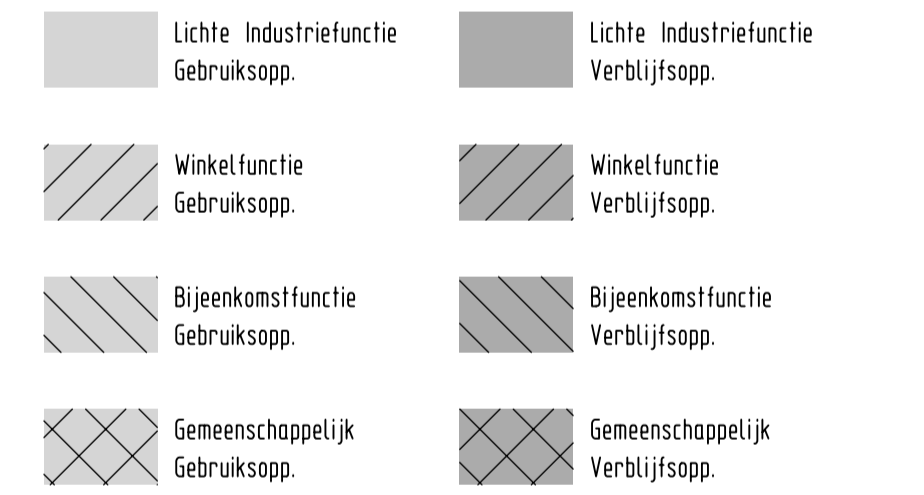 Lichte Industriefunctie
Gebruiksopp.
Lichte Industriefunctie
Verblijfsopp.
Winkelfunctie
Gebruiksopp.
Winkelfunctie
Verblijfsopp.
Bijeenkomstfunctie
Gebruiksopp.
Bijeenkomstfunctie
Verblijfsopp.
Gemeenschappelijk
Gebruiksopp.
Gemeenschappelijk
Verblijfsopp.